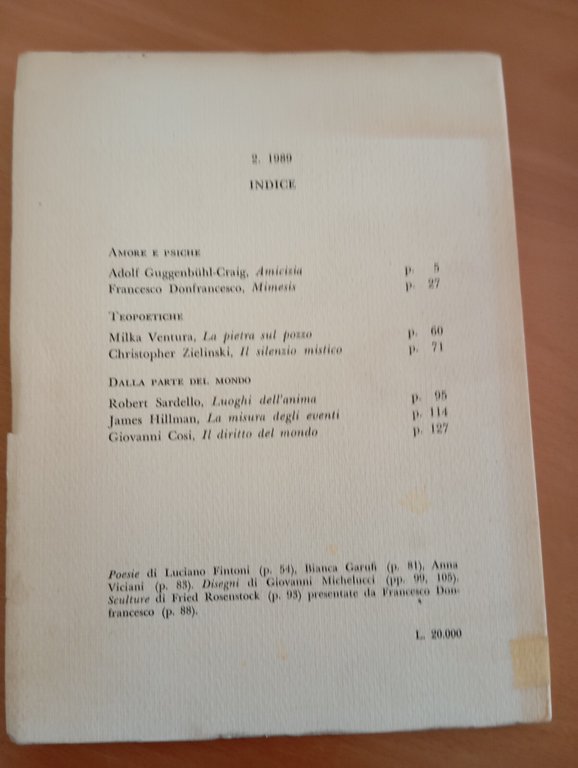 2. 1989
INDICE
AMORE E PSICHE
Adolf Guggenbühl-Craig, Amicizia p. 5
Francesco Donfrancesco, Mimesis p. 27
TEOPOETICHE
Milka Ventura, La pietra sul pozzo p. 60
Christopher Zielinski, Il silenzio mistico p. 71
DALLA PARTE DEL MONDO
Robert Sardello, Luoghi dell'anima p. 95
James Hillman, La misura degli eventi p. 114
Giovanni Cosi, Il diritto del mondo p. 127
Poesie di Luciano Fintoni (p. 54), Bianca Garufi (p. 81), Anna
Viciani (p. 83). Disegni di Giovanni Michelucci (pp. 99, 105).
Sculture di Fried Rosenstock (p. 93) presentate da Francesco Don-
francesco (p. 88).
L. 20.000